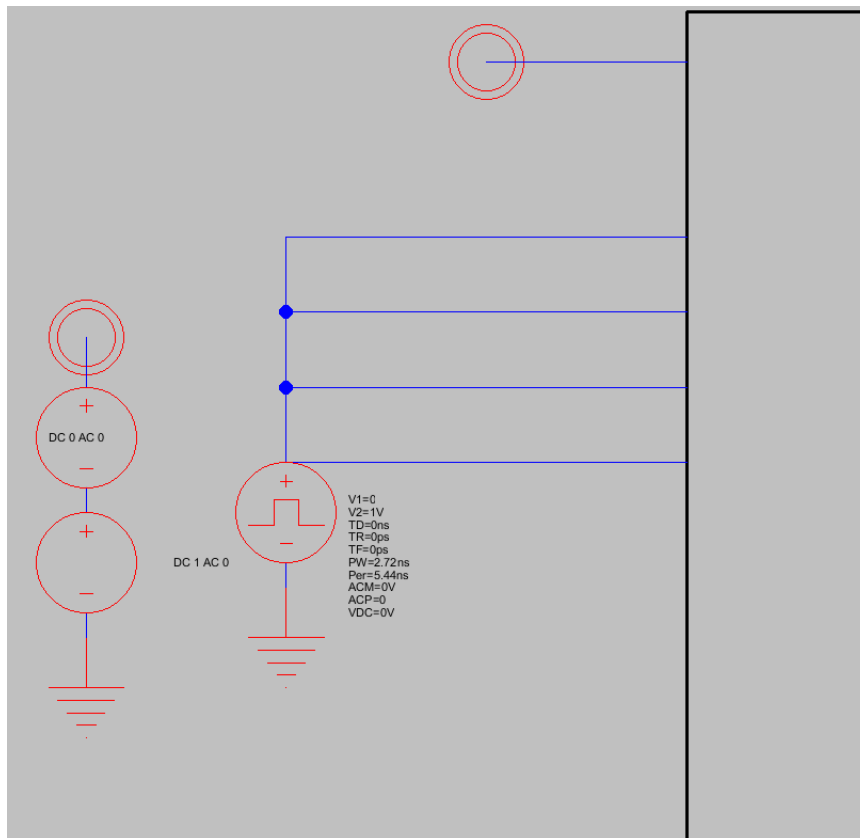 DC 0 AC 0
V1=0
V2=1V
TD=0ns
TR=0ps
TF=0ps
PW=2.72ns
DC 1 AC 0
Per=5.44ns
ACM=0V
ACP=0
VDC=0V